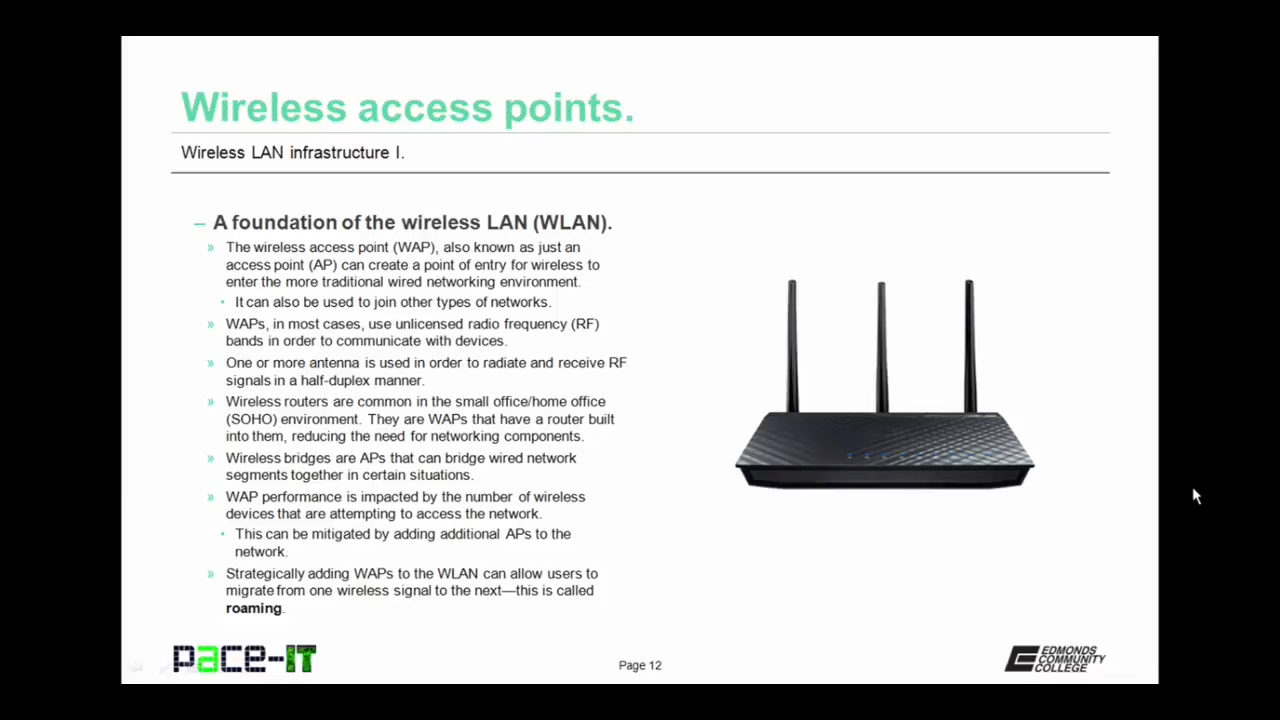 Wireless access points.
Wireless LAN infrastructure I.
– A foundation of the wireless LAN (WLAN).
» The wireless access point (WAP), also known as just an
access point (AP) can create a point of entry for wireless to
enter the more traditional wired networking environment.
• It can also be used to join other types of networks.
» WAPs, in most cases, use unlicensed radio frequency (RF)
bands in order to communicate with devices.
» One or more antenna is used in order to radiate and receive RF
signals in a half-duplex manner.
» Wireless routers are common in the small office/home office
(SOHO) environment. They are WAPs that have a router built
into them, reducing the need for networking components.
» Wireless bridges are APs that can bridge wired network
segments together in certain situations.
» WAP performance is impacted by the number of wireless
devices that are attempting to access the network.
• This can be mitigated by adding additional APs to the
network.
» Strategically adding WAPs to the WLAN can allow users to
migrate from one wireless signal to the next—this is called
roaming.
pace-IT
Page 12
EDMONDS
COMMUNITY
COLLEGE